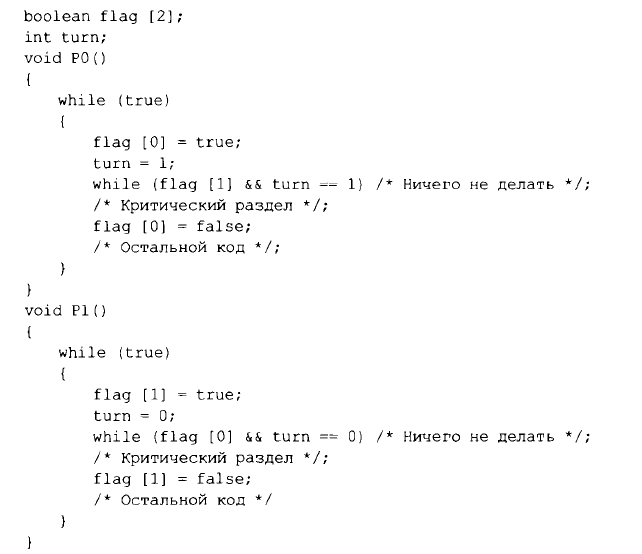 boolean flag [2];
int turn;
void P0()
{
while (true)
{
flag [0] = true;
turn = 1;
while (flag [1] && turn == 1) /* Ничего не делать */;
/* Критический раздел */;
flag [0] = false;
/* Остальной код */;
}
}
void P1()
{
while (true)
{
flag [1] = true;
turn = 0;
while (flag [0] && turn == 0) /* Ничего не делать */;
/* Критический раздел */;
flag [1] = false;
/* Остальной код */
}
}